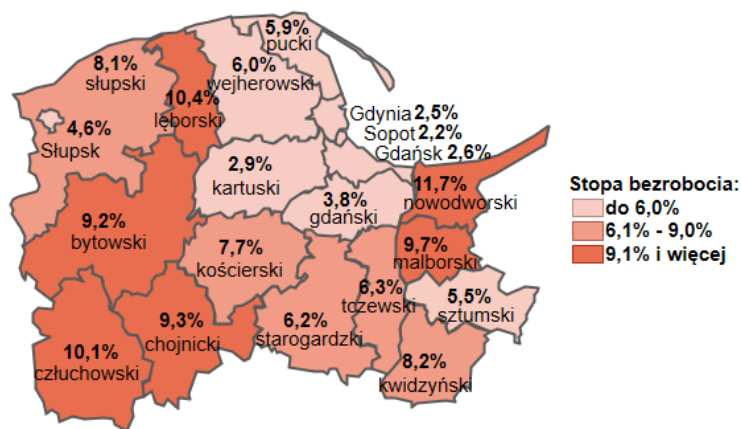 5,9%
pucki
8,1%
słupski
6,0%
wejherowski
10,4%
lęborski
Gdynia 2,5%
Sopot 2,2%
Gdańsk 2,6%
4,6%
Słupsk
2,9%
kartuski
3,8%
gdański
11,7%
nowodworski
9,2%
bytowski
7,7%
kościerski
9,7%
malborski
6,3%
tczewski
5,5%
sztumski
9,3%
chojnicki
6,2%
starogardzki
10,1%
człuchowski
8,2%
kwidzyński
Stopa bezrobocia:
do 6,0%
6,1% - 9,0%
9,1% i więcej